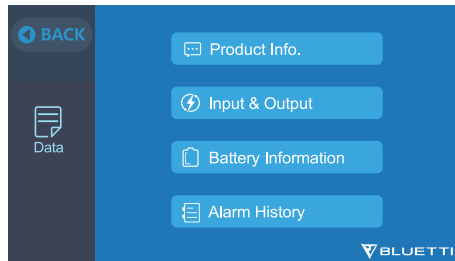 BACK
Data
Product Info.
Input & Output
Battery Information
Alarm History
BLUETTI